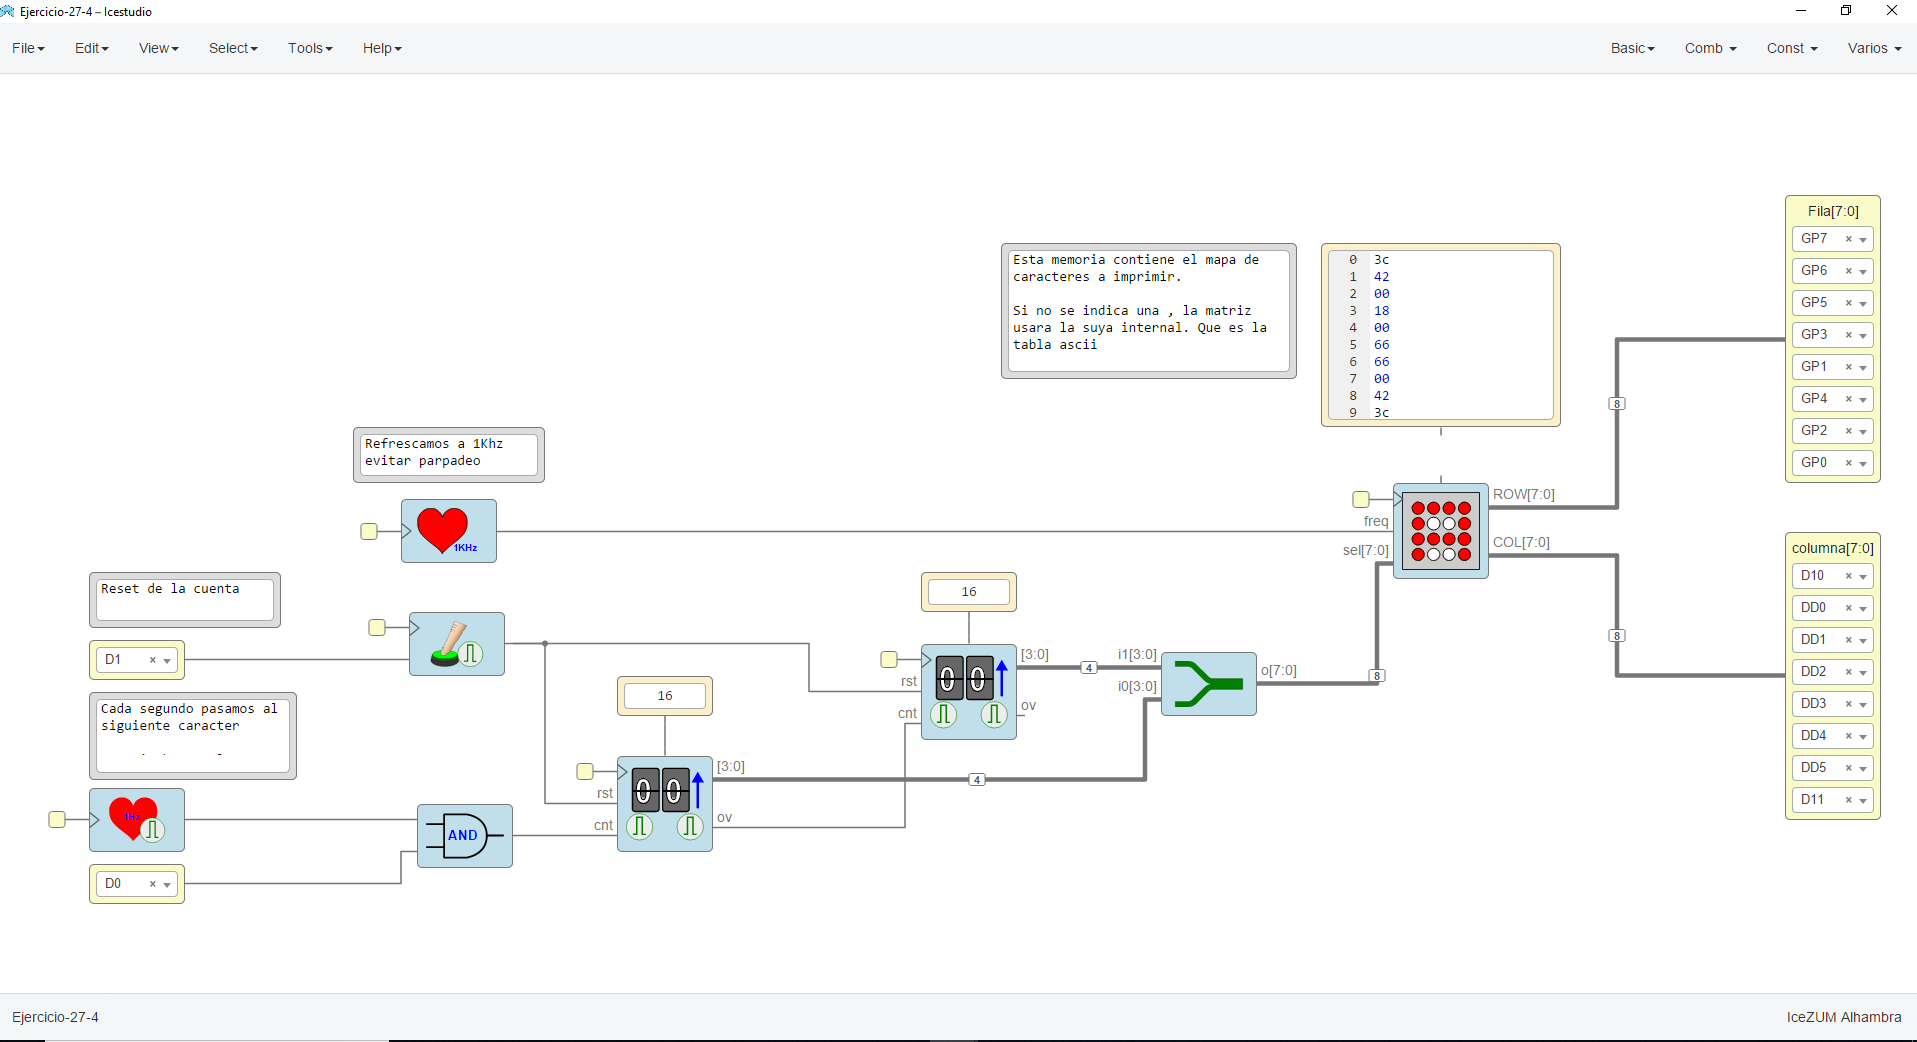 Ejercicio-27-4 – Icestudio
File Edit View Select Tools Help Basic Comb Const Varios
Fila[7:0]
GP7
GP6
GP5
GP3
GP1
GP4
GP2
GP0
Esta memoria contiene el mapa de
caracteres a imprimir.
Si no se indica una , la matriz
usara la suya internal. Que es la
tabla ascii
0 3c
1 42
2 00
3 18
4 00
5 66
6 66
7 00
8 42
9 3c
8
Refrescamos a 1Khz
evitar parpadeo
1KHz
freq
sel[7:0]
ROW[7:0]
COL[7:0]
columna[7:0]
D10
DD0
DD1
DD2
DD3
DD4
DD5
D11
8
Reset de la cuenta
D1
16
[3:0]
rst
cnt
ov
0 0
4
i1[3:0]
i0[3:0]
o[7:0]
8
Cada segundo pasamos al
siguiente caracter
16
[3:0]
rst
cnt
ov
0 0
4
1Hz
AND
D0
Ejercicio-27-4
IceZUM Alhambra